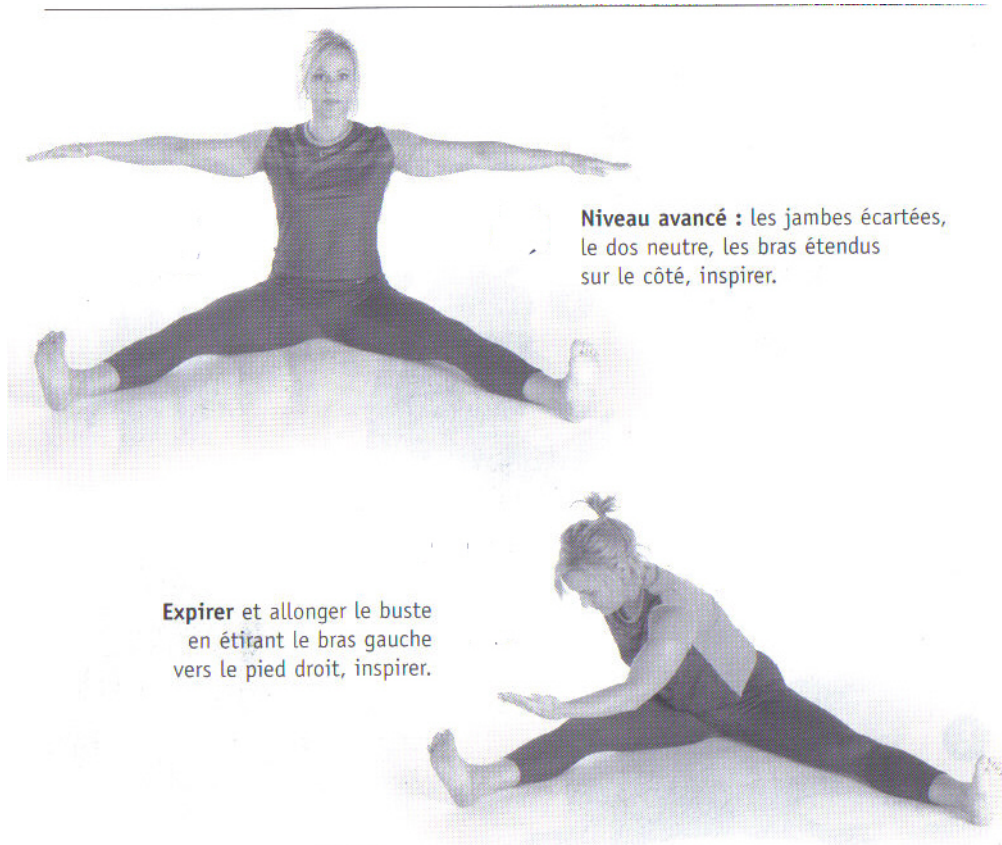 Niveau avancé : les jambes écartées,
le dos neutre, les bras étendus
sur le côté, inspirer.
Expirer et allonger le buste
en étirant le bras gauche
vers le pied droit, inspirer.